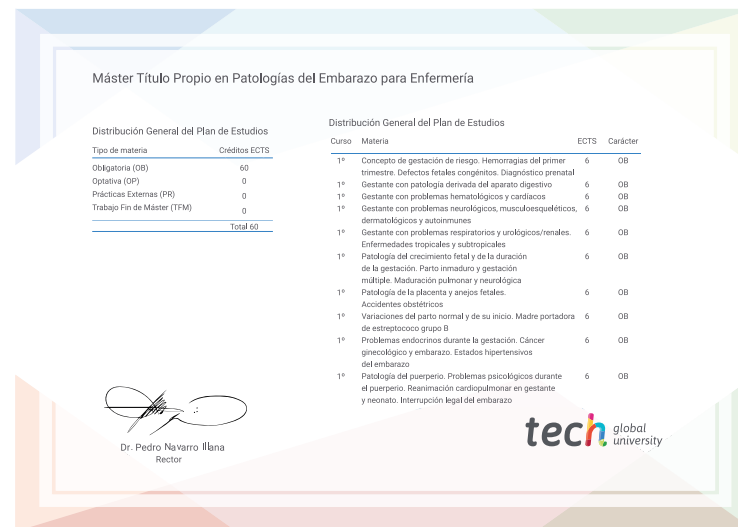 Máster Título Propio en Patologías del Embarazo para Enfermería
Distribución General del Plan de Estudios
Tipo de materia Créditos ECTS
Obligatoria (OB) 60
Optativa (OP) 0
Prácticas Externas (PR) 0
Trabajo Fin de Máster (TFM) 0
Total 60
Distribución General del Plan de Estudios
Curso Materia ECTS Carácter
1º Concepto de gestación de riesgo. Hemorragias del primer 6 OB
trimestre. Defectos fetales congénitos. Diagnóstico prenatal
1º Gestante con patología derivada del aparato digestivo 6 OB
1º Gestante con problemas hematológicos y cardíacos 6 OB
1º Gestante con problemas neurológicos, musculoesqueléticos, 6 OB
dermatológicos y autoinmunes
1º Gestante con problemas respiratorios y urológicos/renales. 6 OB
Enfermedades tropicales y subtropicales
1º Patología del crecimiento fetal y de la duración 6 OB
de la gestación. Parto inmaduro y gestación
múltiple. Maduración pulmonar y neurológica
1º Patología de la placenta y anejos fetales. 6 OB
Accidentes obstétricos
1º Variaciones del parto normal y de su inicio. Madre portadora 6 OB
de estreptococo grupo B
1º Problemas endocrinos durante la gestación. Cáncer 6 OB
ginecológico y embarazo. Estados hipertensivos
del embarazo
1º Patología del puerperio. Problemas psicológicos durante 6 OB
el puerperio. Reanimación cardiopulmonar en gestante
y neonato. Interrupción legal del embarazo
Dr. Pedro Navarro Illana
Rector
tech global
university